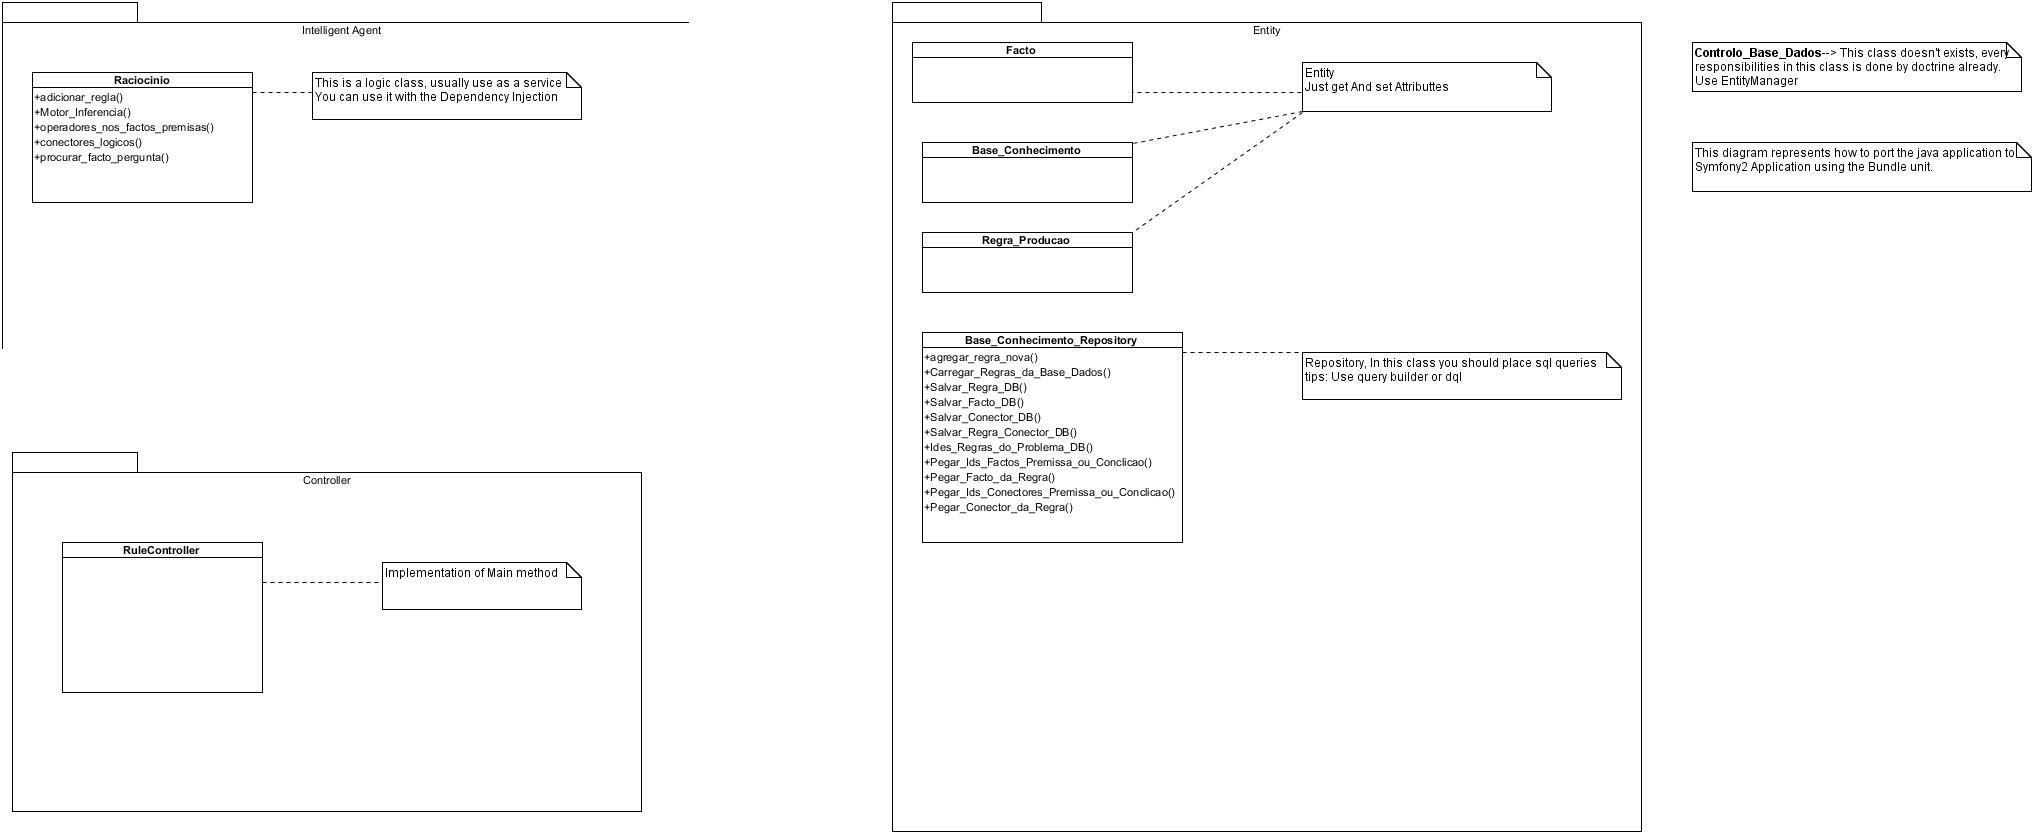 Intelligent Agent
Raciocinio
+adicionar_regla()
+Motor_Inferencia()
+operadores_nos_factos_premisas()
+conectores_logicos()
+procurar_facto_pergunta()
This is a logic class, usually use as a service
You can use it with the Dependency Injection
Controller
RuleController
Implementation of Main method
Entity
Facto
Entity
Just get And set Attributtes
Base_Conhecimento
Regra_Producao
Base_Conhecimento_Repository
+agregar_regra_nova()
+Carregar_Regras_da_Base_Dados()
+Salvar_Regra_DB()
+Salvar_Facto_DB()
+Salvar_Conector_DB()
+Salvar_Regra_Conector_DB()
+Ides_Regras_do_Problema_DB()
+Pegar_Ids_Factos_Premissa_ou_Conclicao()
+Pegar_Facto_da_Regra()
+Pegar_Ids_Conectores_Premissa_ou_Conclicao()
+Pegar_Conector_da_Regra()
Repository, In this class you should place sql queries
tips: Use query builder or dql
Controlo_Base_Dados--> This class doesn't exists, every
responsibilities in this class is done by doctrine already.
Use EntityManager
This diagram represents how to port the java application to
Symfony2 Application using the Bundle unit.